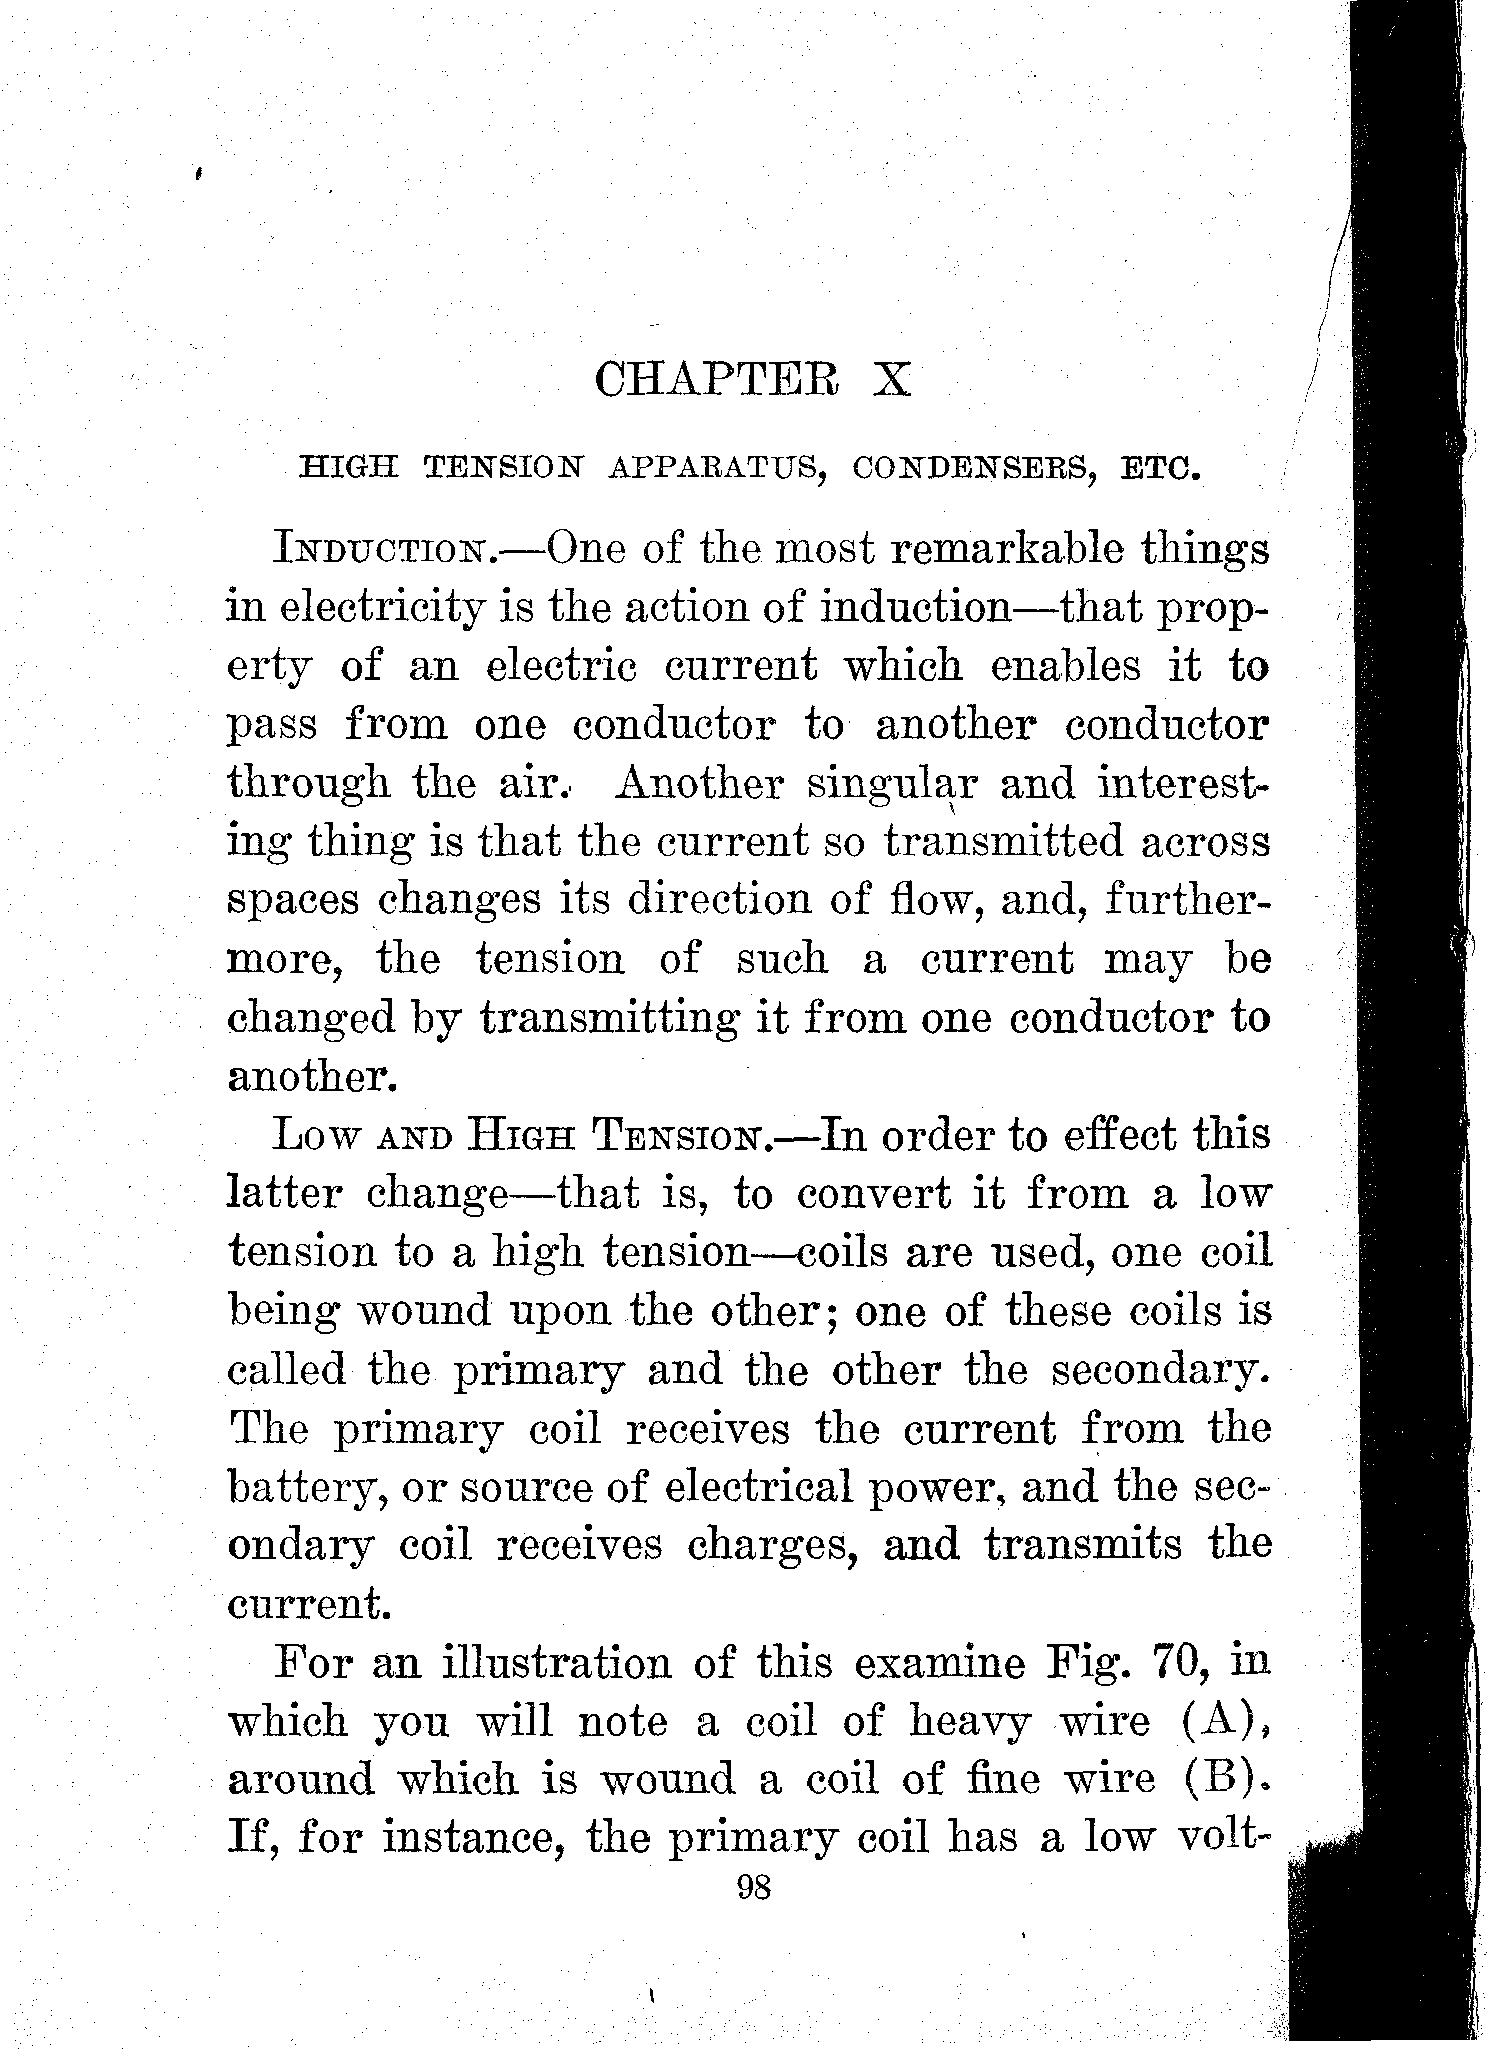 CHAPTER X
HIGH TENSION APPARATUS, CONDENSERS, ETC.
INDUCTION.—One of the most remarkable things
in electricity is the action of induction—that prop-
erty of an electric current which enables it to
pass from one conductor to another conductor
through the air. Another singular and interest-
ing thing is that the current so transmitted across
spaces changes its direction of flow, and, further-
more, the tension of such a current may be
changed by transmitting it from one conductor to
another.
LOW AND HIGH TENSION.—In order to effect this
latter change—that is, to convert it from a low
tension to a high tension—coils are used, one coil
being wound upon the other; one of these coils is
called the primary and the other the secondary.
The primary coil receives the current from the
battery, or source of electrical power, and the sec-
ondary coil receives charges, and transmits the
current.
For an illustration of this examine Fig. 70, in
which you will note a coil of heavy wire (A),
around which is wound a coil of fine wire (B).
If, for instance, the primary coil has a low volt-
98